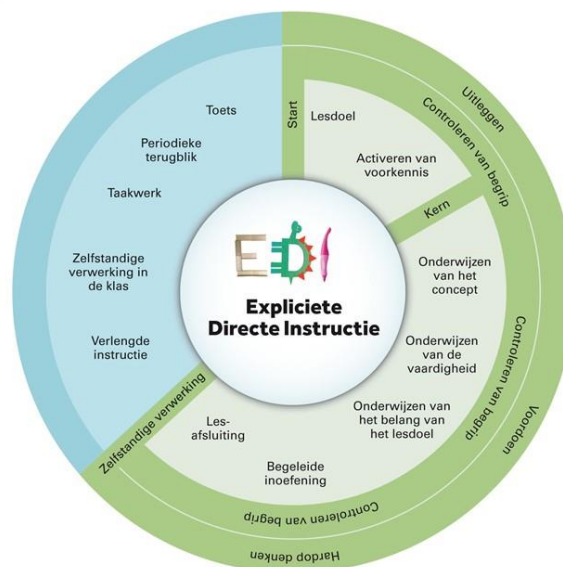 EDI
Expliciete
Directe Instructie
Start
Lesdoel
Activeren van
voorkennis
Kern
Onderwijzen
van het
concept
Onderwijzen
van de
vaardigheid
Onderwijzen van
het belang van
het lesdoel
Begeleide
inoefening
Les-
afsluiting
Zelfstandige verwerking
Verlengde
instructie
Zelfstandige
verwerking in
de klas
Taakwerk
Periodieke
terugblik
Toets
Controleren van begrip
Controleren van begrip
Controleren van begrip
Uitleggen
Voordoen
Hardop denken